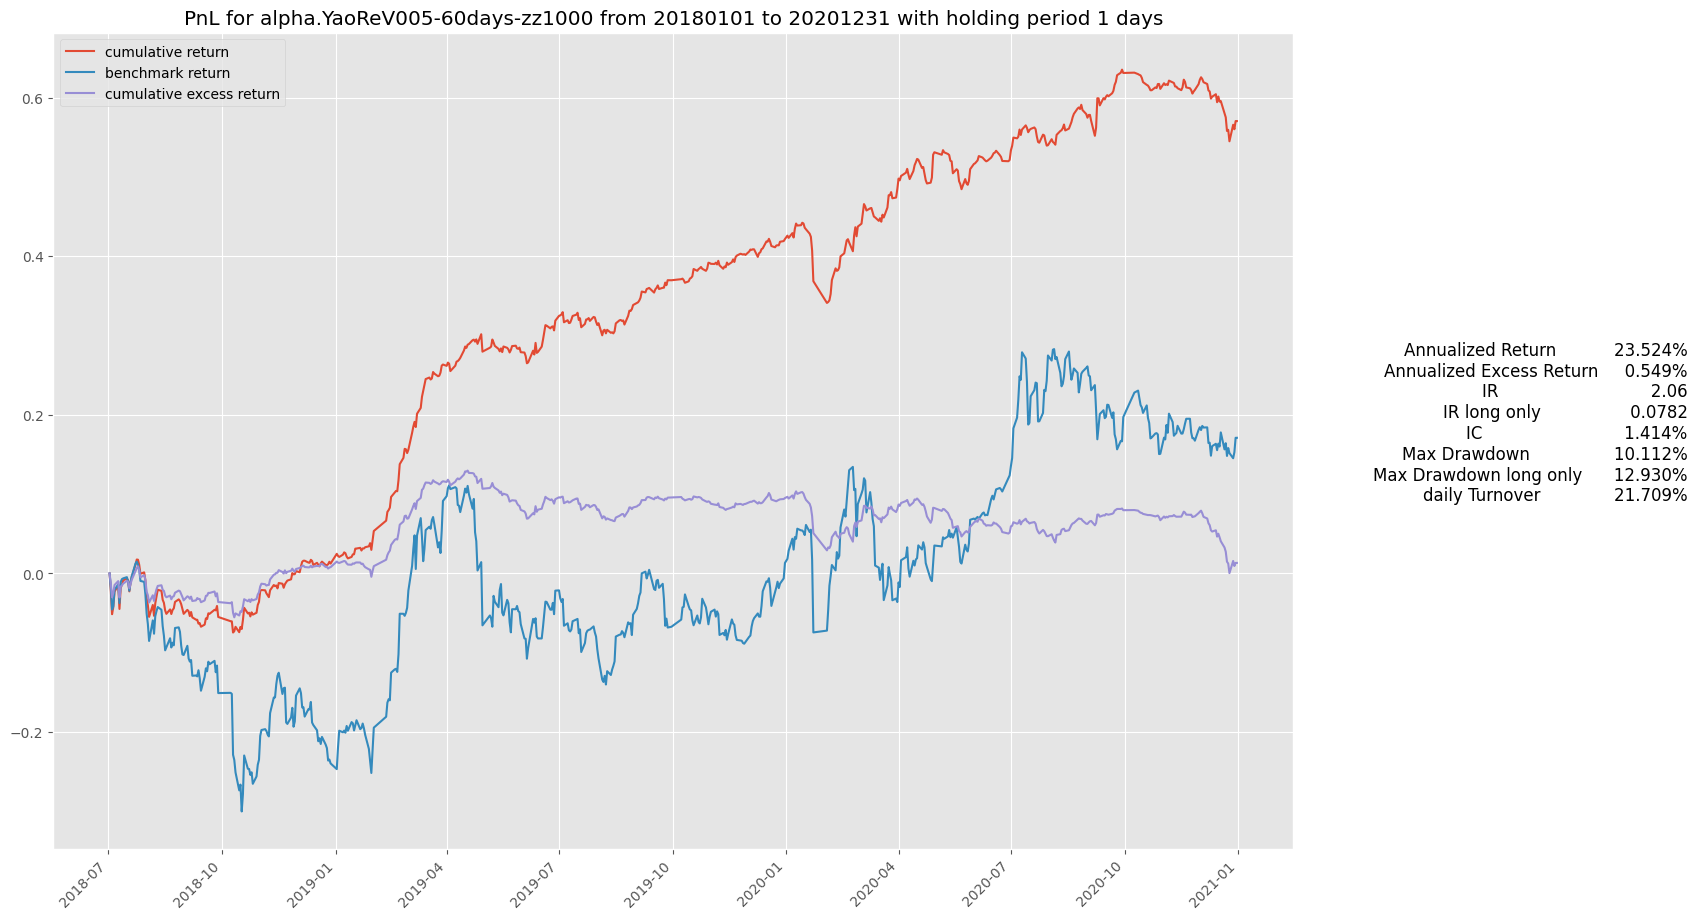 PnL for alpha.YaoReV005-60days-zz1000 from 20180101 to 20201231 with holding period 1 days
cumulative return
benchmark return
cumulative excess return
0.6
0.4
0.2
0.0
−0.2
2018-07
2018-10
2019-01
2019-04
2019-07
2019-10
2020-01
2020-04
2020-07
2020-10
2021-01
Annualized Return 23.524%
Annualized Excess Return 0.549%
IR 2.06
IR long only 0.0782
IC 1.414%
Max Drawdown 10.112%
Max Drawdown long only 12.930%
daily Turnover 21.709%